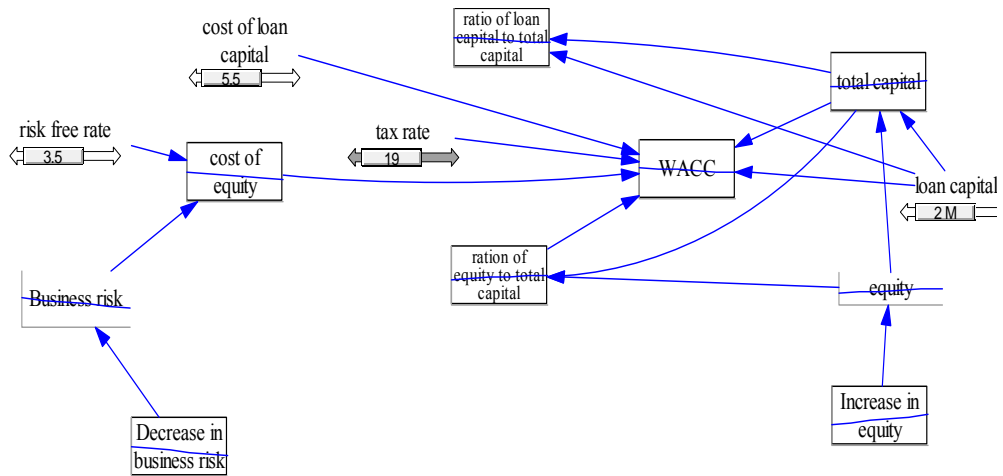 cost of loan
capital
5.5
ratio of loan
capital to total
capital
total capital
risk free rate
3.5
cost of
equity
tax rate
19
WACC
loan capital
2 M
ration of
equity to total
capital
Business risk
equity
Decrease in
business risk
Increase in
equity